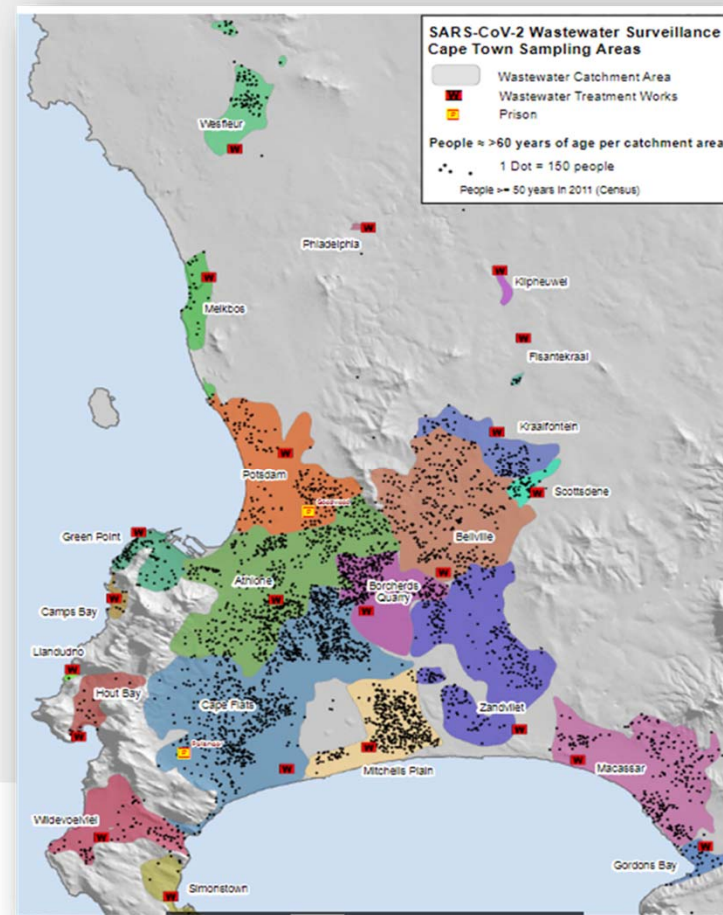 SARS-CoV-2 Wastewater Surveillance
Cape Town Sampling Areas
Wastewater Catchment Area
W Wastewater Treatment Works
P Prison
People ≈ >60 years of age per catchment area
1 Dot = 150 people
People >= 50 years in 2011 (Census)
Wesfleur
Philadelphia
Klipheuwel
Melkbos
Fisantekraal
Kraaifontein
Potsdam
Scottsdene
Goodwood
Green Point
Bellville
Athlone
Borcherds
Quarry
Camps Bay
Llandudno
Hout Bay
Cape Flats
Zandvliet
Mitchells Plain
Macassar
Wildevoelvlei
Gordons Bay
Simonstown